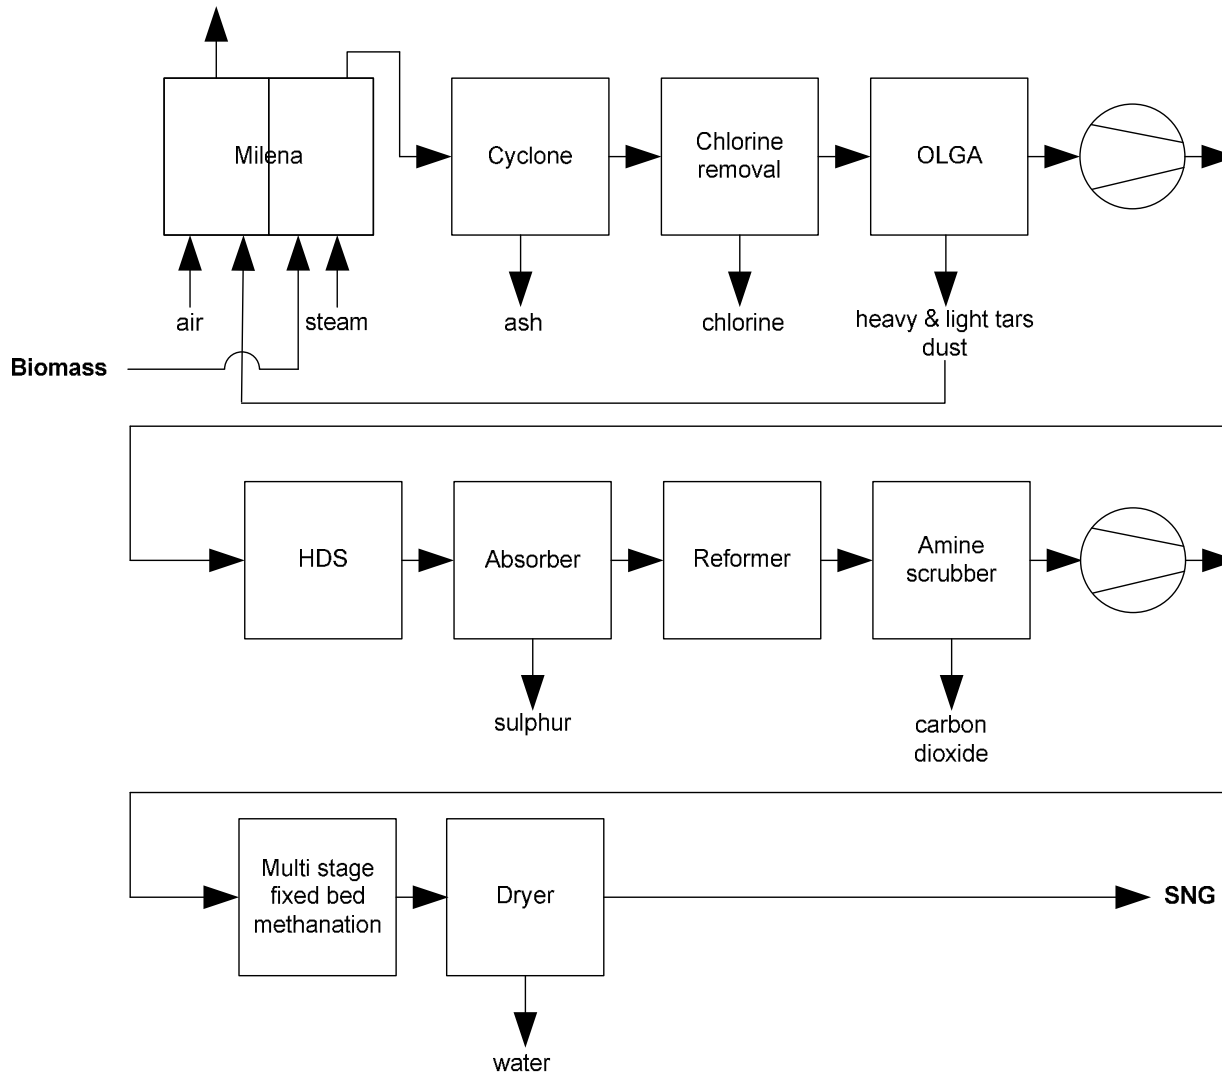 Milena
Cyclone
Chlorine
removal
OLGA
air
steam
ash
chlorine
heavy & light tars
dust
Biomass
HDS
Absorber
Reformer
Amine
scrubber
sulphur
carbon
dioxide
Multi stage
fixed bed
methanation
Dryer
SNG
water